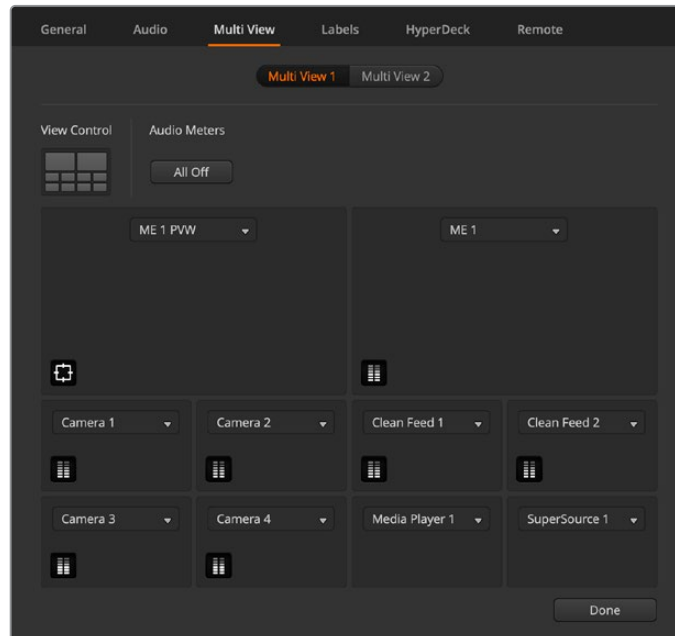 General Audio Multi View Labels HyperDeck Remote
Multi View 1 Multi View 2
View Control Audio Meters
All Off
ME 1 PVW ME 1
Camera 1 Camera 2 Clean Feed 1 Clean Feed 2
Camera 3 Camera 4 Media Player 1 SuperSource 1
Done